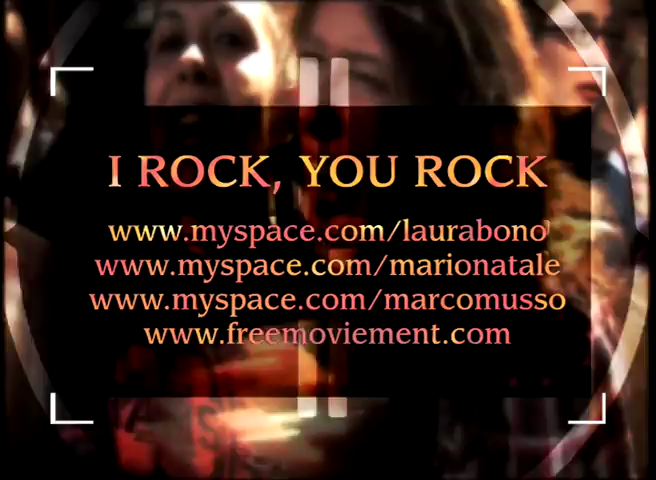 I ROCK, YOU ROCK
www.myspace.com/laurabono
www.myspace.com/marionatale
www.myspace.com/marcomusso
www.freemoviement.com